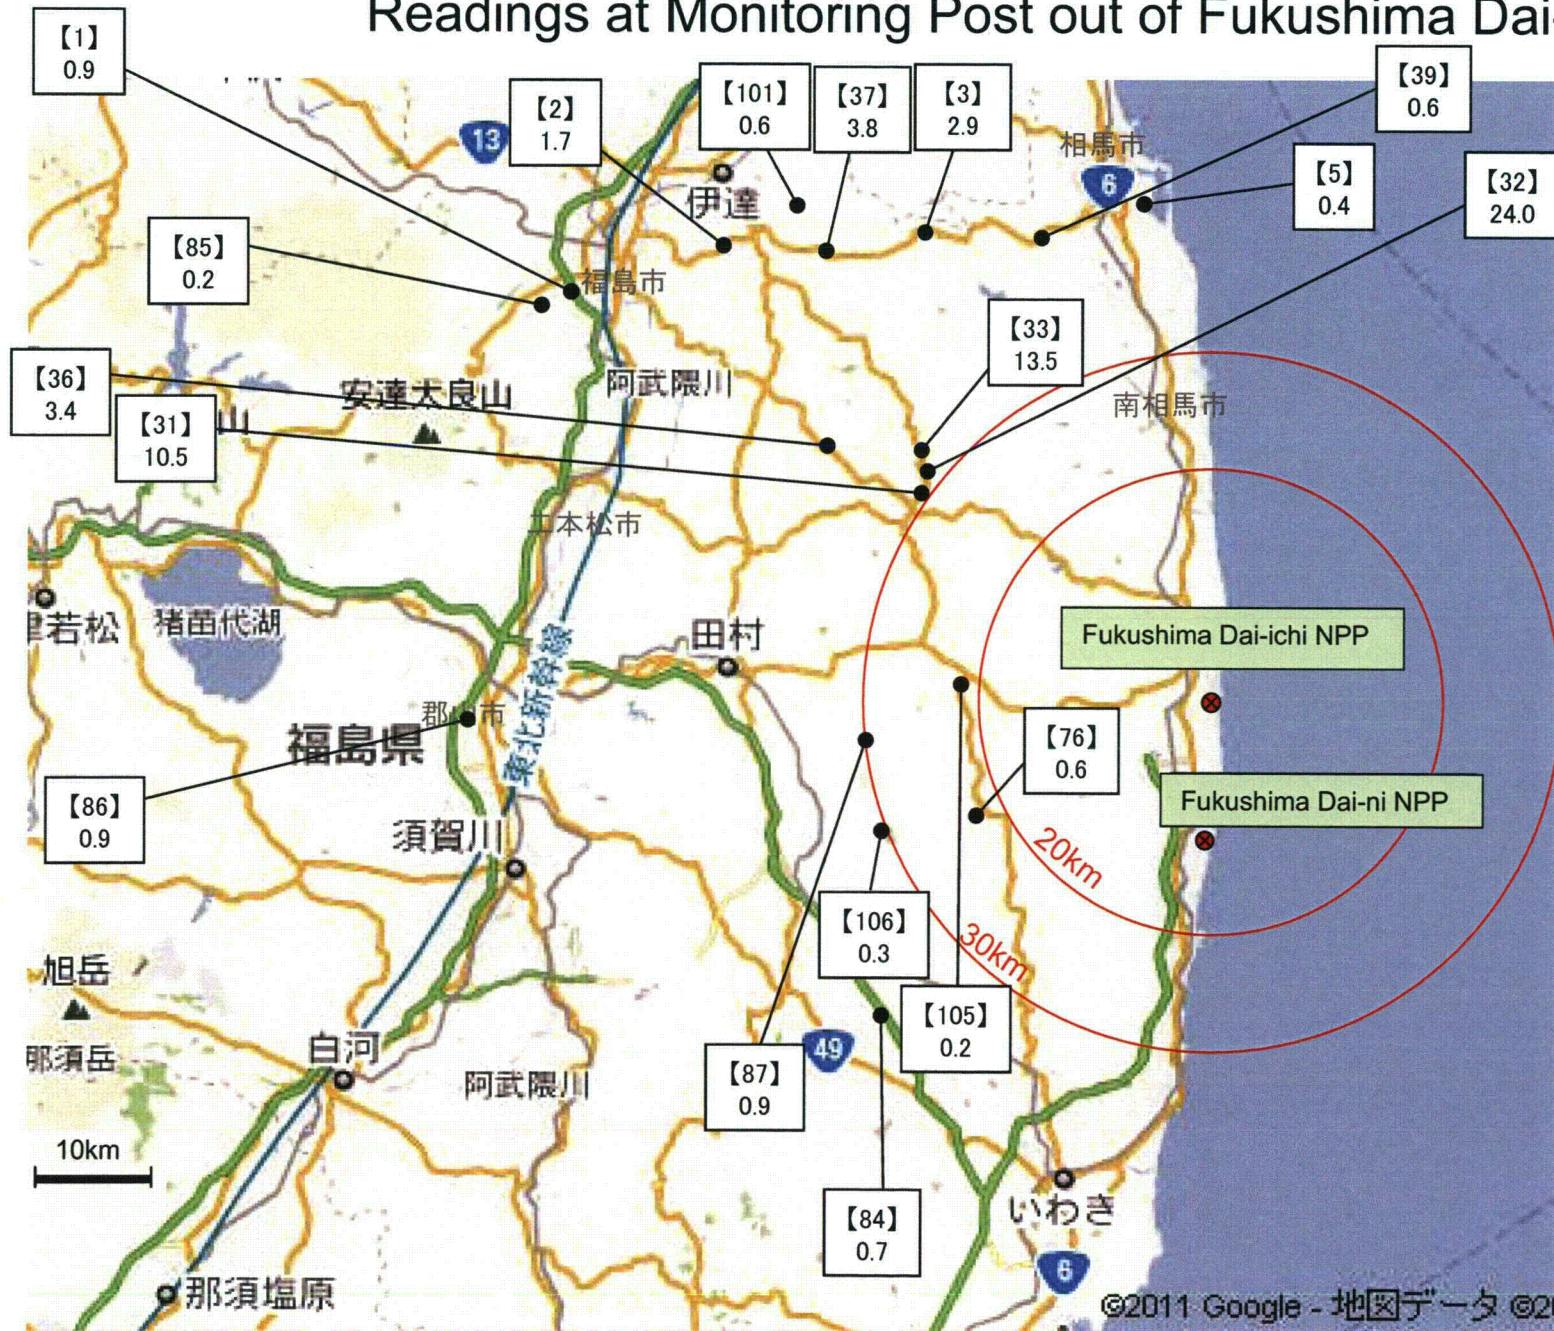 Readings at Monitoring Post out of Fukushima Dai-
【1】
0.9
【2】
1.7
【101】
0.6
【37】
3.8
【3】
2.9
【39】
0.6
【5】
0.4
【32】
24.0
13
相馬市
6
伊達
【85】
0.2
福島市
【33】
13.5
【36】
3.4
安達太良山
阿武隈川
南相馬市
【31】
10.5
山
二本松市
若松
猪苗代湖
田村
Fukushima Dai-ichi NPP
東北新幹線
郡山市
福島県
【76】
0.6
【86】
0.9
Fukushima Dai-ni NPP
須賀川
20km
【106】
0.3
30km
旭岳
【105】
0.2
那須岳
白河
49
阿武隈川
【87】
0.9
10km
【84】
0.7
いわき
6
那須塩原
©2011 Google - 地図データ ©20